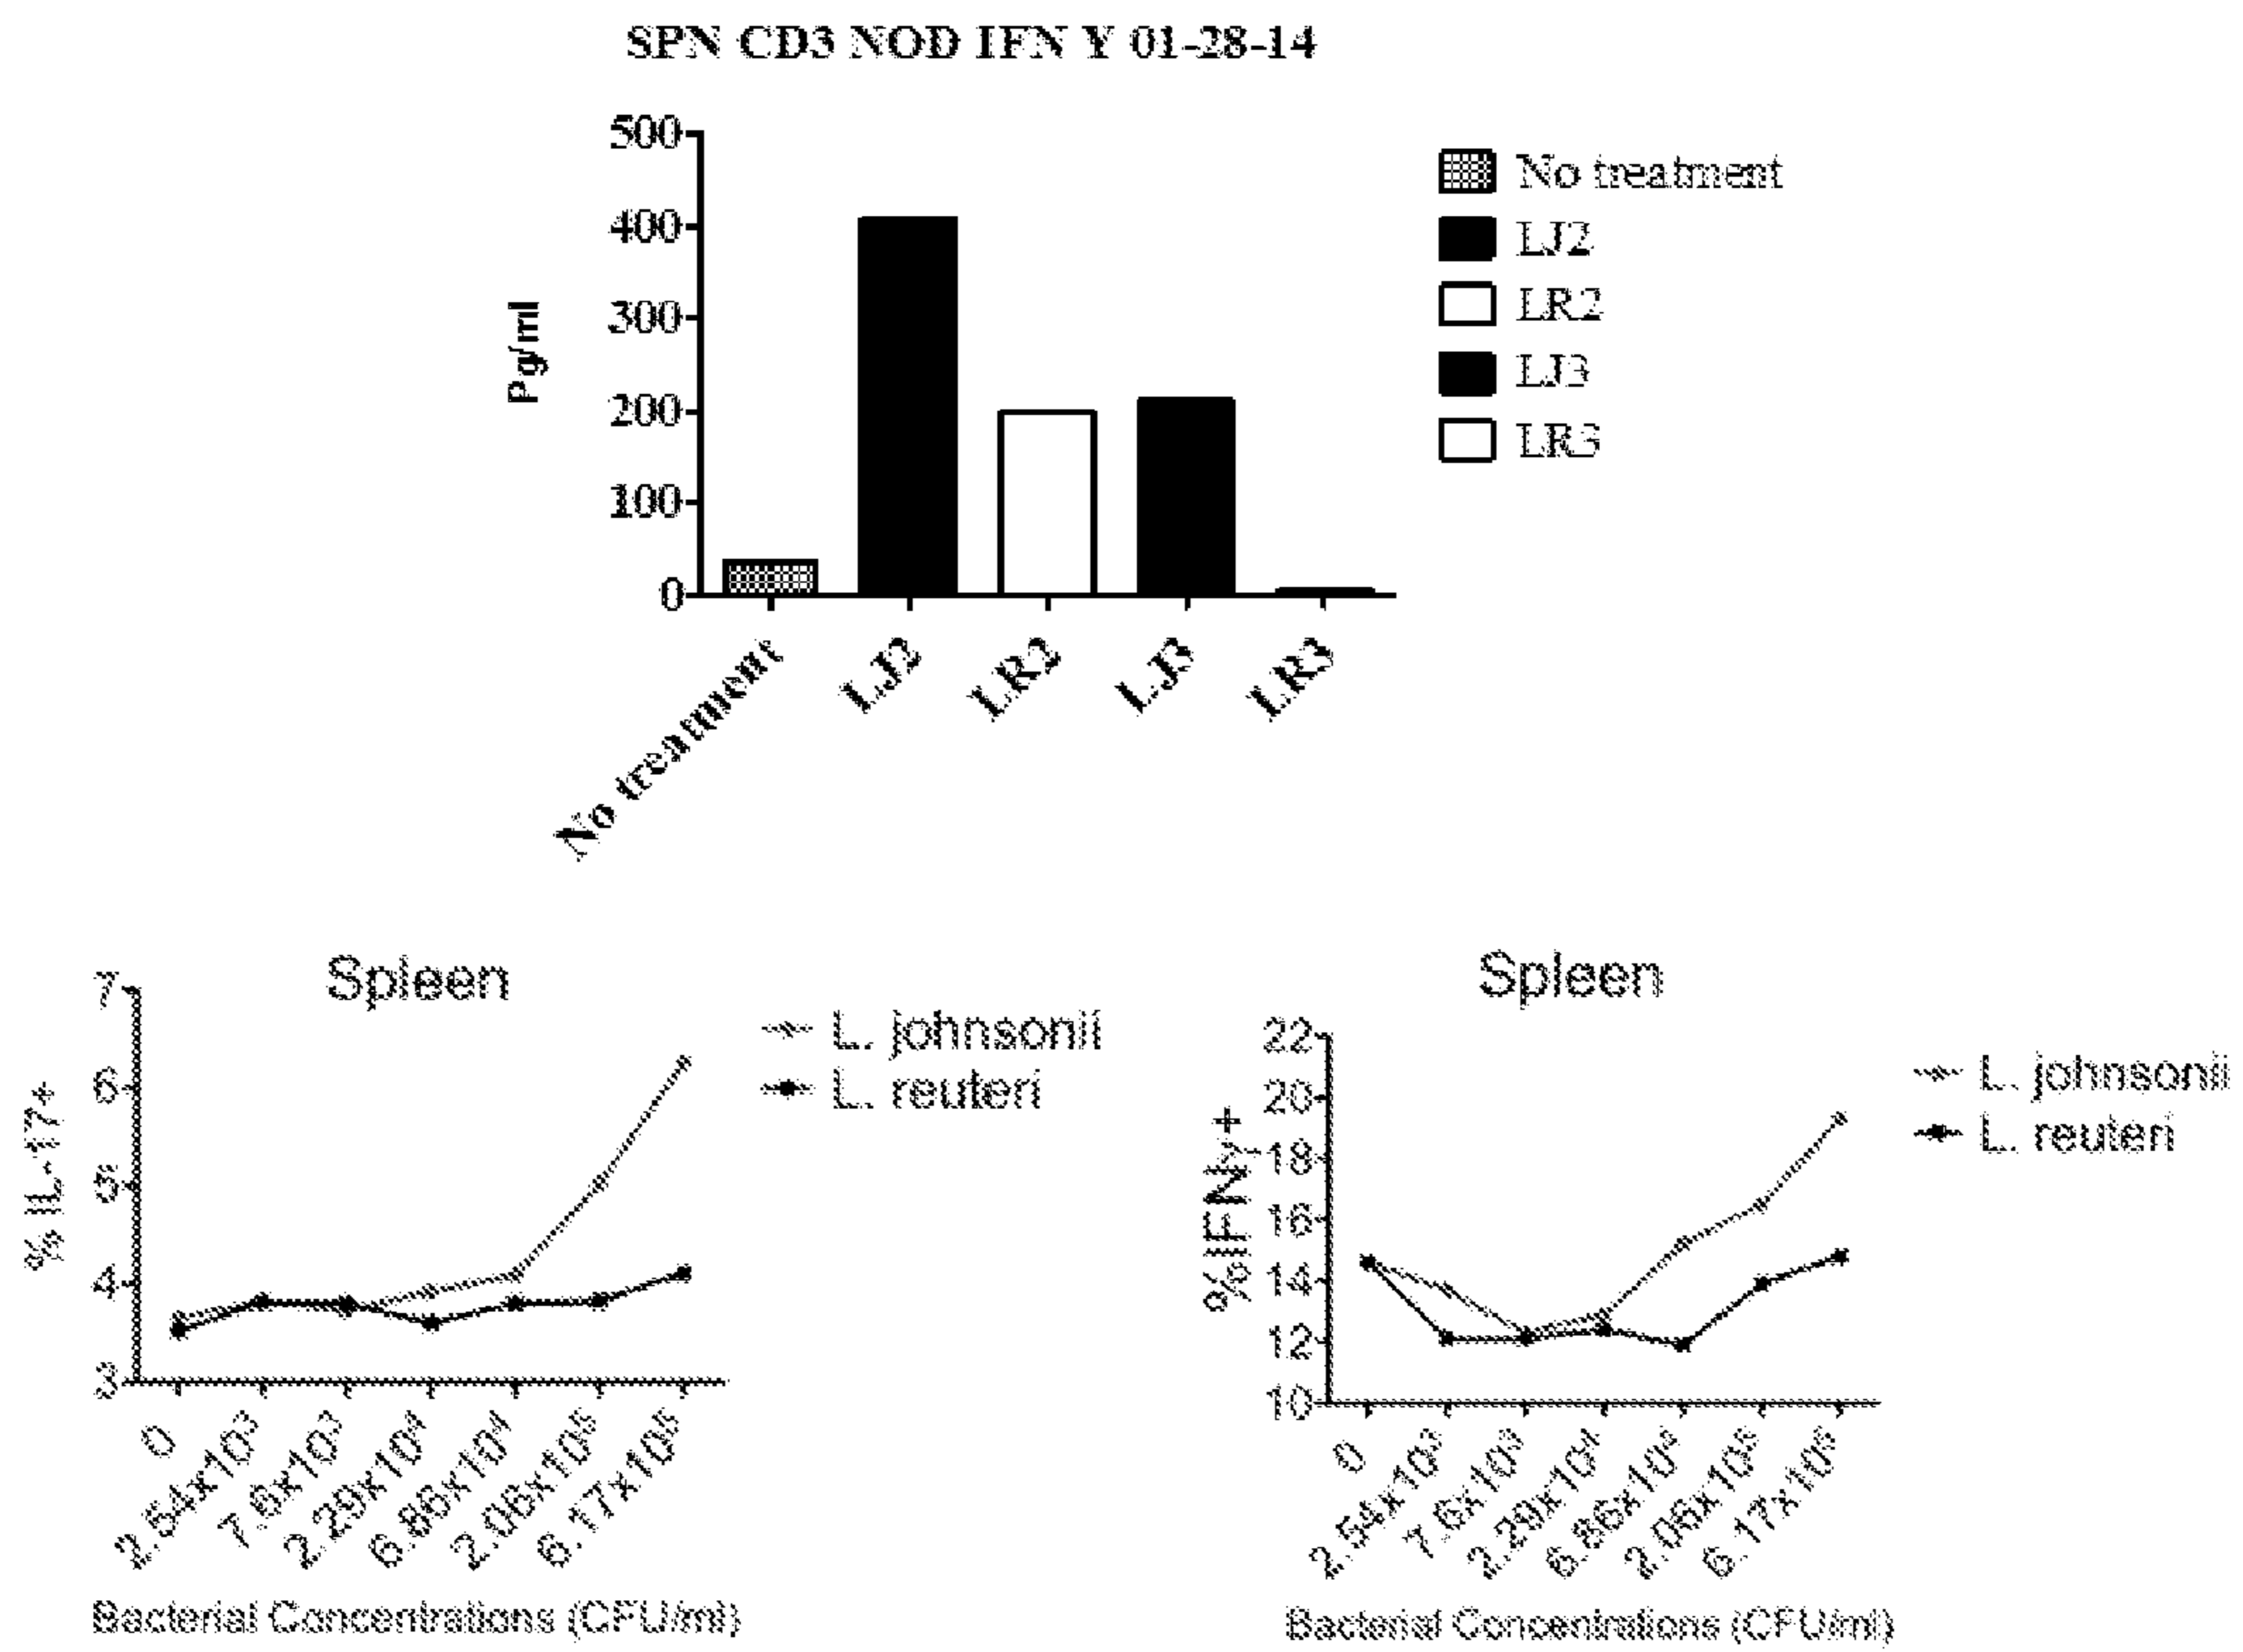 SPN CD3 NOD IFN Y 01-28-14
500
400
300
200
100
0
Pg/ml
No treatment
LJ2
LR2
LJ3
LR3
No treatment
LJ2
LR2
LJ3
LR3
Spleen
7
6
5
4
3
% IL-17+
L. johnsonii
L. reuteri
0
2.54x10³
7.6x10³
2.29x10⁴
6.86x10⁴
2.06x10⁵
6.17x10⁵
Bacterial Concentrations (CFU/ml)
Spleen
22
20
18
16
14
12
10
%IFNγ+
L. johnsonii
L. reuteri
0
2.54x10³
7.6x10³
2.29x10⁴
6.86x10⁴
2.06x10⁵
6.17x10⁵
Bacterial Concentrations (CFU/ml)